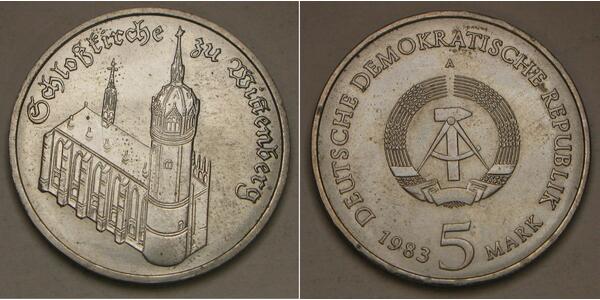 Schloßkirche zu Wittenberg
DEUTSCHE DEMOKRATISCHE REPUBLIK
A
1983 5 MARK